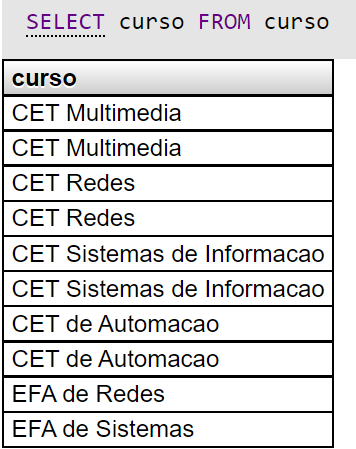 SELECT curso FROM curso
curso
CET Multimedia
CET Multimedia
CET Redes
CET Redes
CET Sistemas de Informacao
CET Sistemas de Informacao
CET de Automacao
CET de Automacao
EFA de Redes
EFA de Sistemas